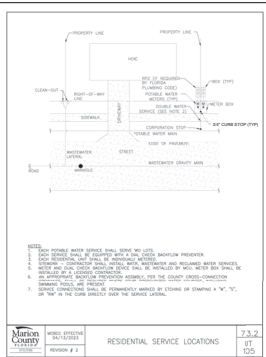 PROPERTY LINE
PROPERTY LINE
HOME
RPZ (IF REQUIRED
BY FLORIDA
PLUMBING CODE)
BOX (TYP)
POTABLE WATER
METERS (TYP)
CLEAN-OUT
RIGHT-OF-WAY
LINE
DRIVEWAY
DOUBLE WATER
SERVICE (SEE NOTE 2)
METER BOX
SIDEWALK
CURB STOP (TYP)
CORPORATION STOP
POTABLE WATER MAIN
EDGE OF PAVEMENT
WASTEWATER
LATERAL
STREET
WASTEWATER GRAVITY MAIN
ROAD
MANHOLE
NOTES:
1. EACH POTABLE WATER SERVICE SHALL SERVE TWO LOTS.
2. EACH SERVICE SHALL BE EQUIPPED WITH A DUAL CHECK BACKFLOW PREVENTER.
3. EACH RESIDENTIAL UNIT SHALL BE INDIVIDUALLY METERED.
4. SITEWORK - CONTRACTOR SHALL INSTALL WATER, WASTEWATER AND RECLAIMED WATER SERVICES.
5. METER AND DUAL CHECK BACKFLOW DEVICE SHALL BE INSTALLED BY MCU. METER BOX SHALL BE
INSTALLED BY A LICENSED CONTRACTOR.
6. AN APPROPRIATE BACKFLOW PREVENTION ASSEMBLY, PER THE COUNTY CROSS-CONNECTION
SWIMMING POOLS, ARE PRESENT.
7. SERVICE CONNECTIONS SHALL BE PERMANENTLY MARKED BY ETCHING OR STAMPING A "W", "S",
OR "RW" IN THE CURB DIRECTLY OVER THE SERVICE LATERAL.
Marion
County
FLORIDA
EFFECTIVE
REVISION # 2
RESIDENTIAL SERVICE LOCATIONS
7.3.2
UT
105